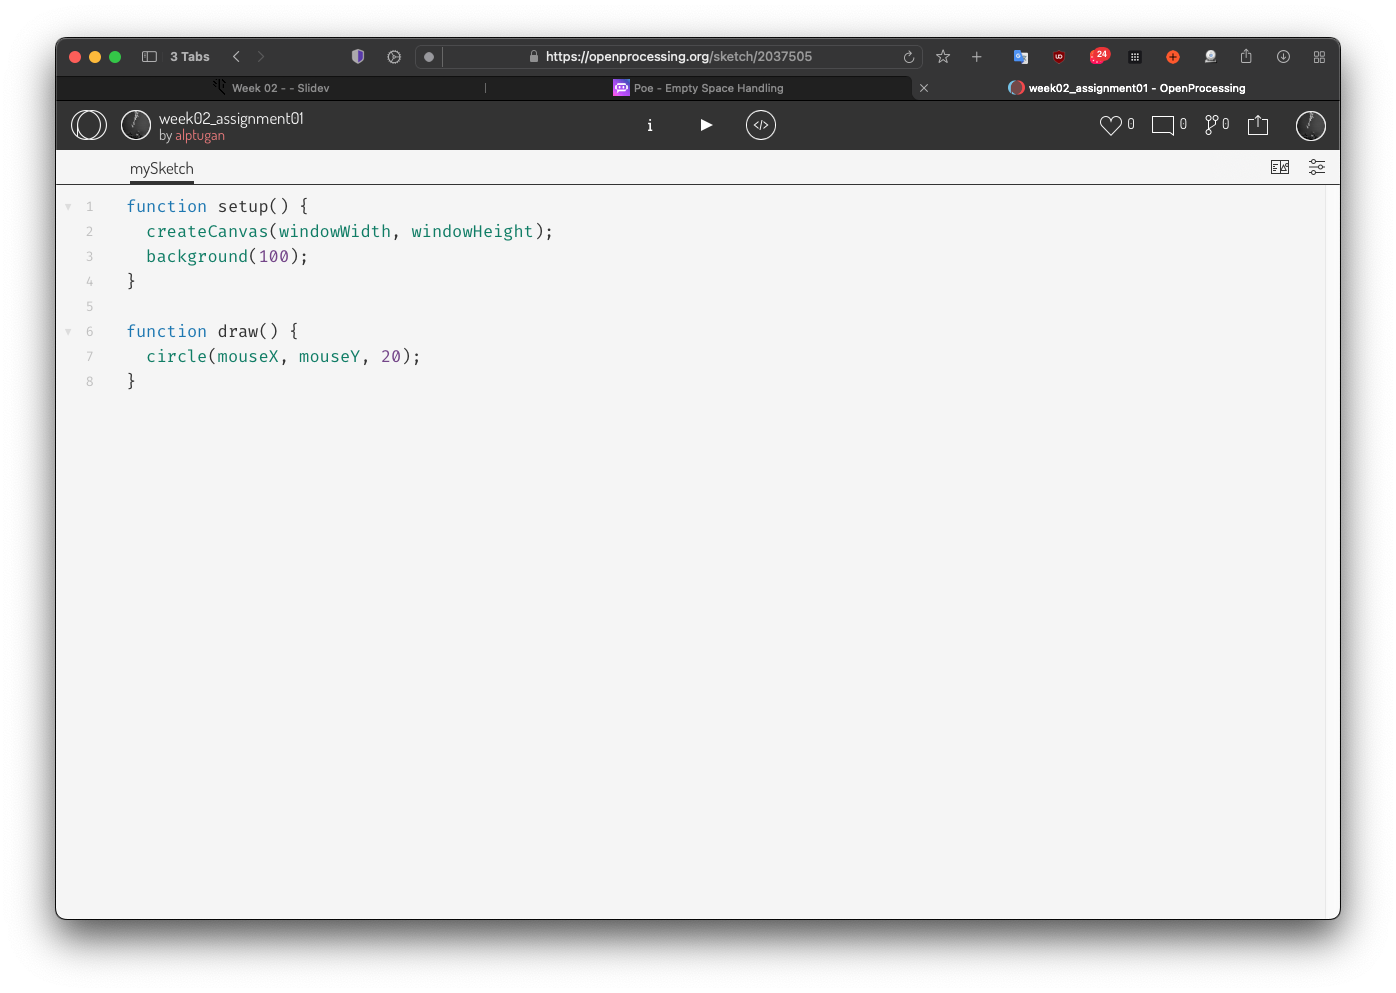 3 Tabs
https://openprocessing.org/sketch/2037505
24
Week 02 - - Slidev
Poe - Empty Space Handling
week02_assignment01 - OpenProcessing
week02_assignment01
by alptugan
i
</>
0
0
0
mySketch
1 function setup() {
2 createCanvas(windowWidth, windowHeight);
3 background(100);
4 }
5
6 function draw() {
7 circle(mouseX, mouseY, 20);
8 }